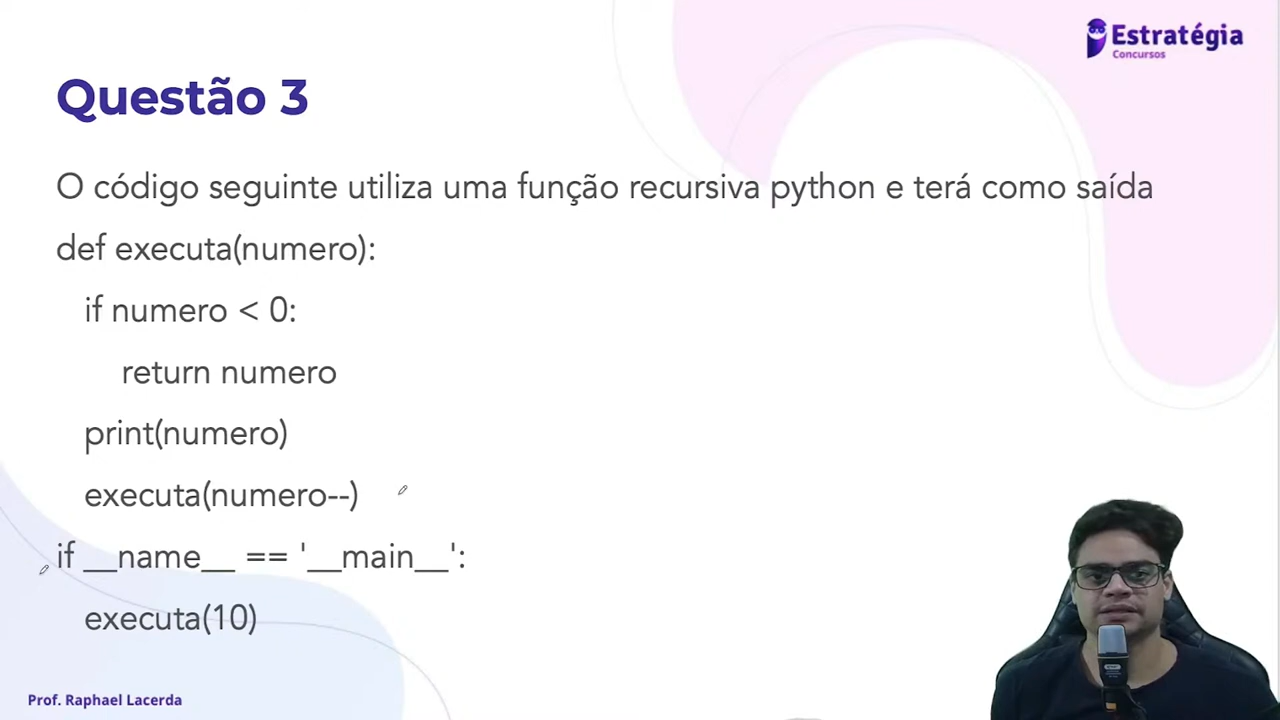 Estratégia
Concursos
Questão 3
O código seguinte utiliza uma função recursiva python e terá como saída
def executa(numero):
if numero < 0:
return numero
print(numero)
executa(numero--)
if __name__ == '__main__':
executa(10)
Prof. Raphael Lacerda